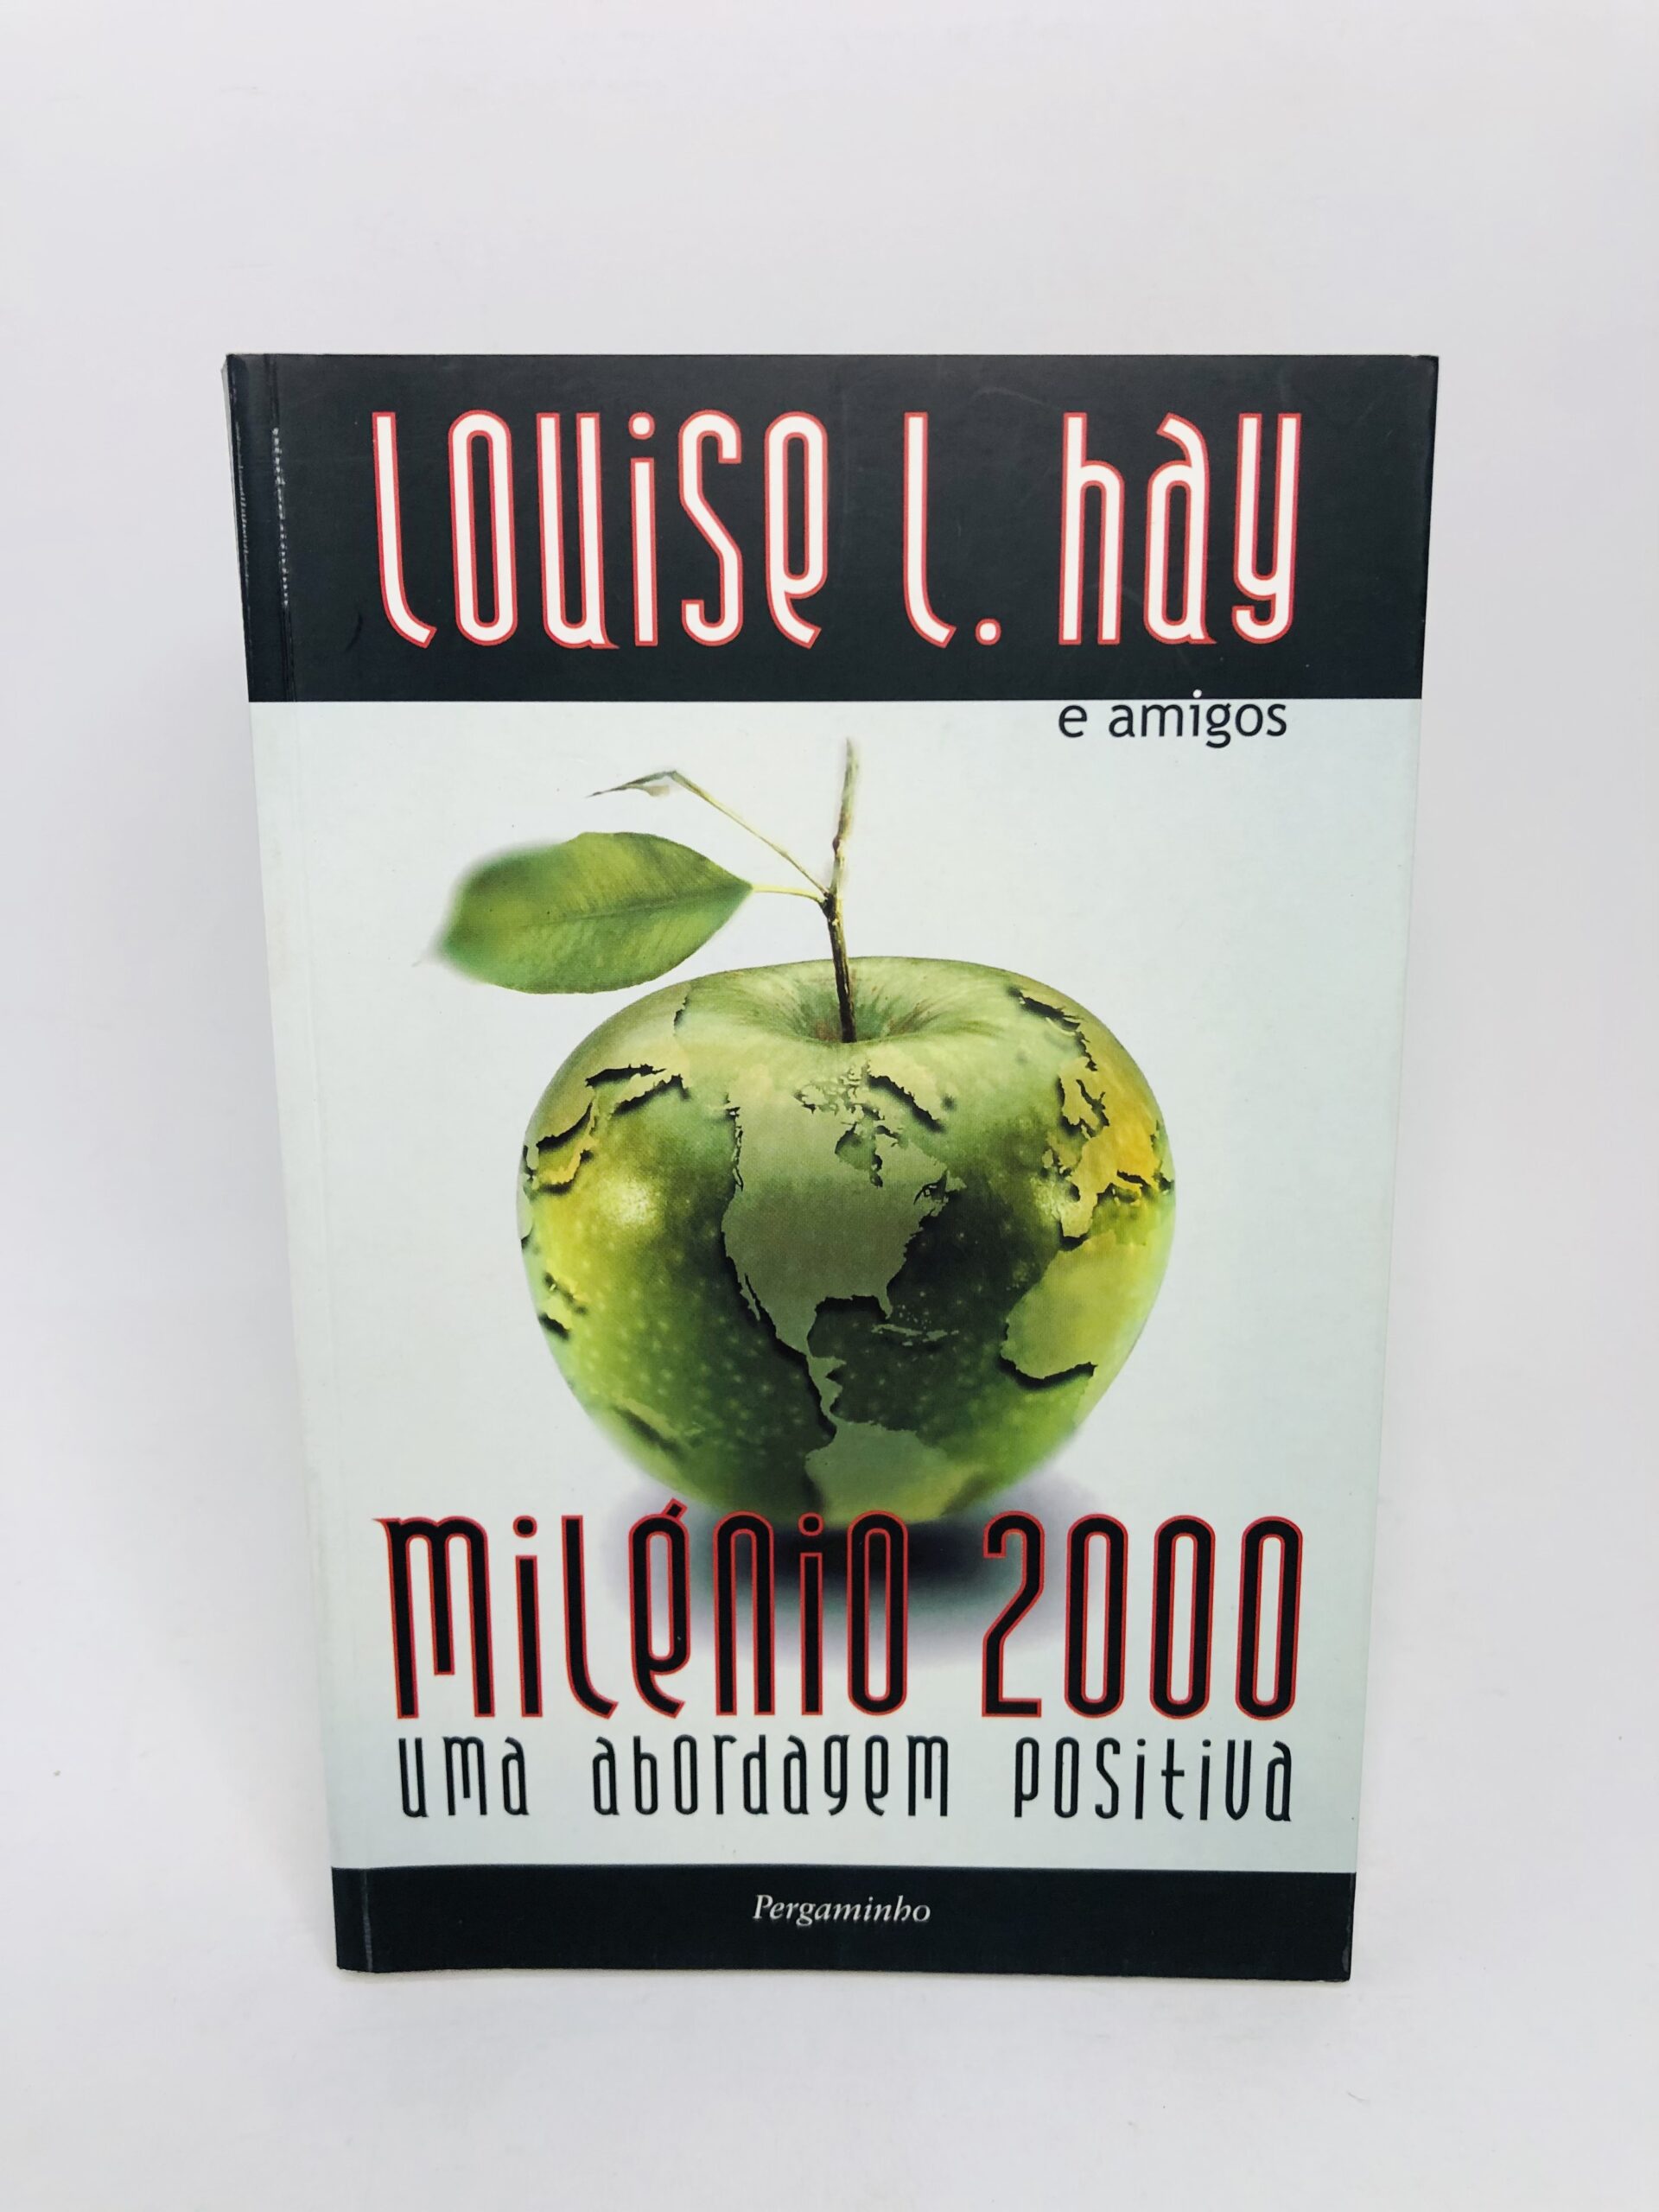 Louise L. Hay
e amigos
Milénio 2000
uma abordagem positiva
Pergaminho